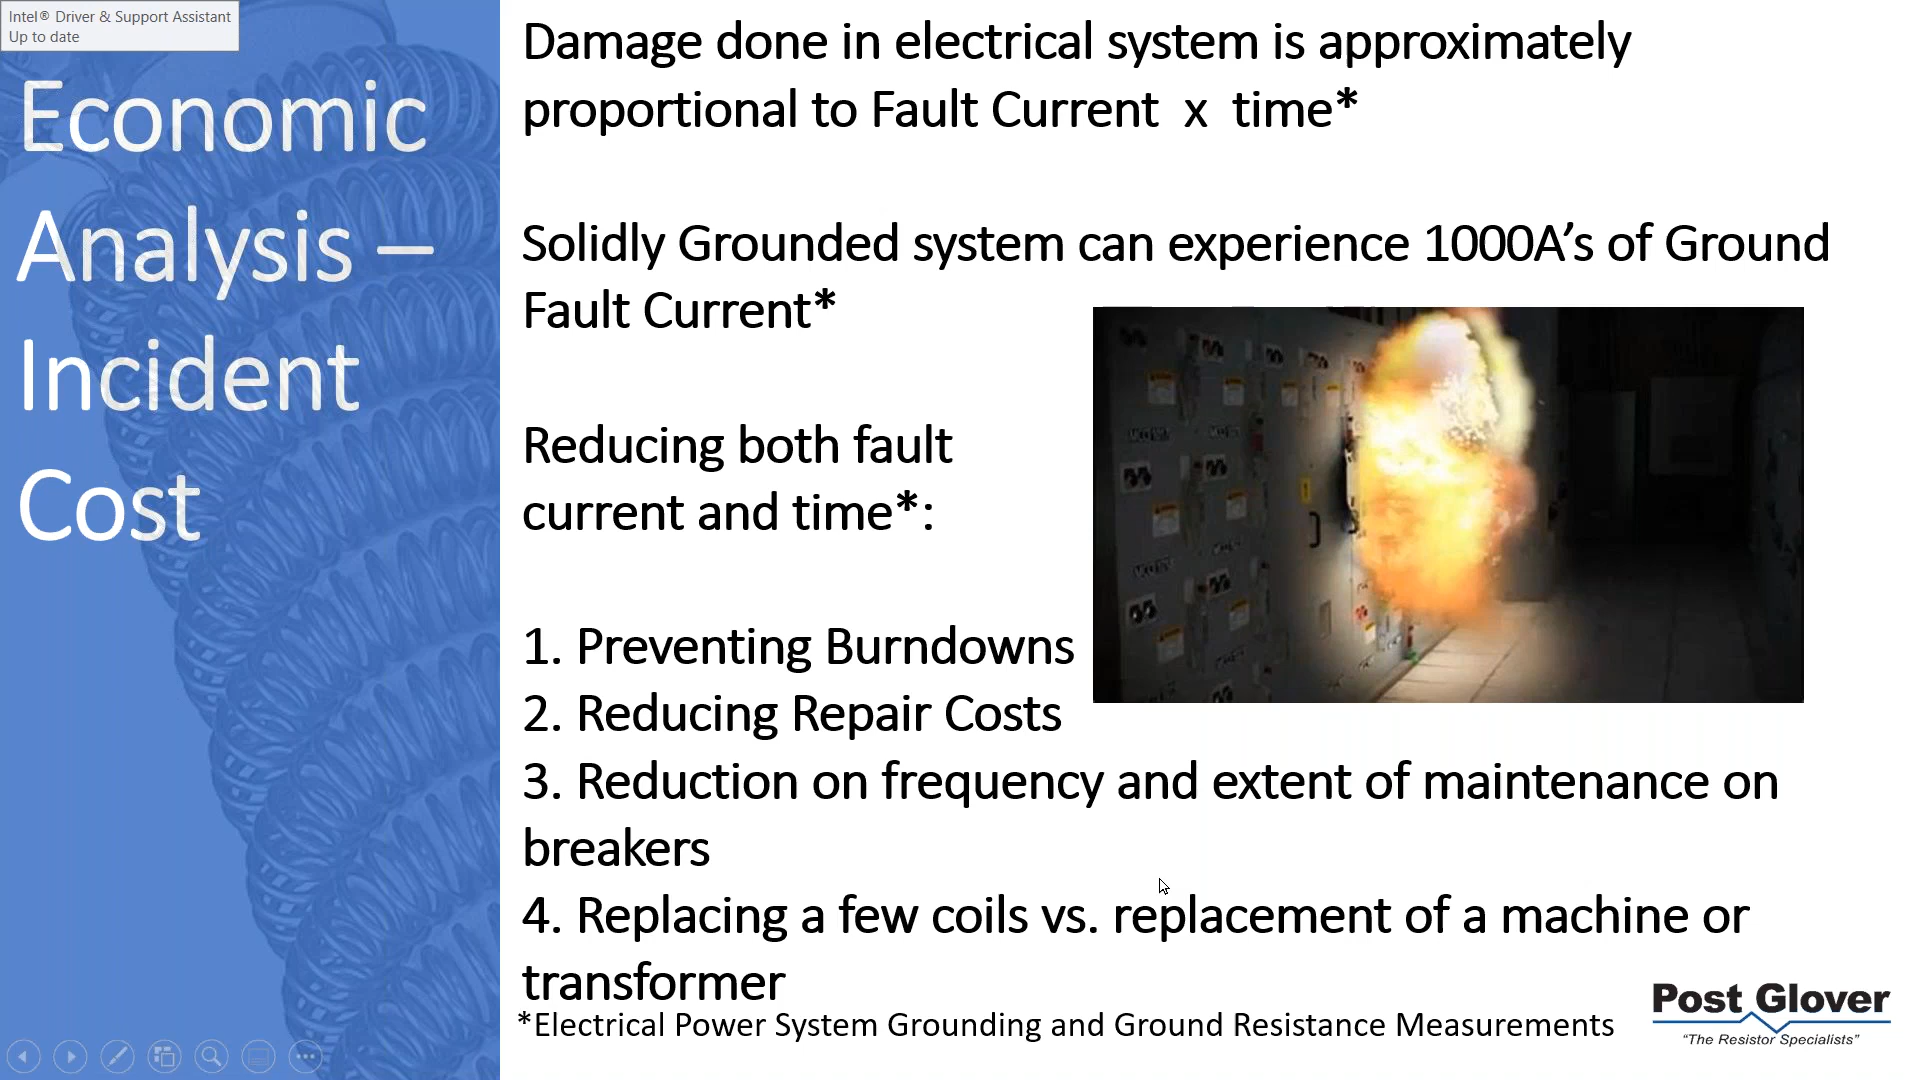 Intel® Driver & Support Assistant
Up to date
Economic
Analysis –
Incident
Cost
Damage done in electrical system is approximately
proportional to Fault Current x time*
Solidly Grounded system can experience 1000A’s of Ground
Fault Current*
Reducing both fault
current and time*:
1. Preventing Burndowns
2. Reducing Repair Costs
3. Reduction on frequency and extent of maintenance on
breakers
4. Replacing a few coils vs. replacement of a machine or
transformer
*Electrical Power System Grounding and Ground Resistance Measurements
Post Glover
“The Resistor Specialists”